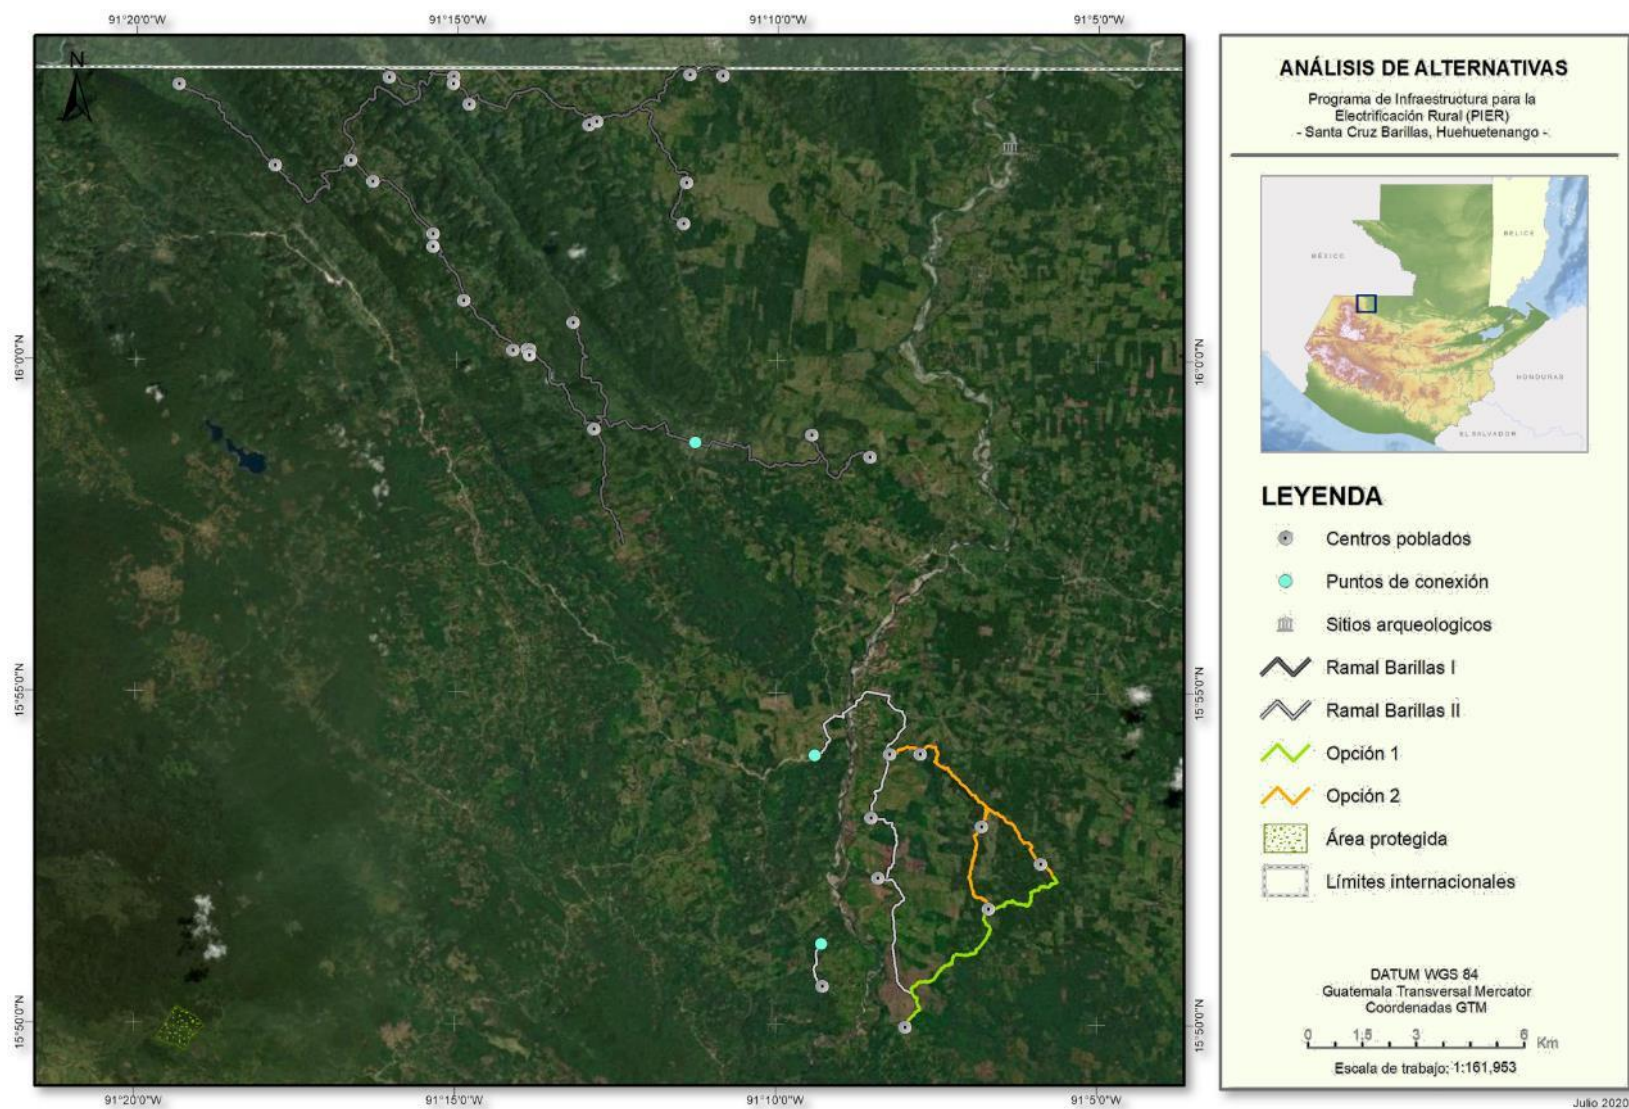 91°20'0"W
91°15'0"W
91°10'0"W
91°5'0"W
N
16°0'0"N
16°0'0"N
15°55'0"N
15°55'0"N
15°50'0"N
15°50'0"N
91°20'0"W
91°15'0"W
91°10'0"W
91°5'0"W
ANÁLISIS DE ALTERNATIVAS
Programa de Infraestructura para la
Electrificación Rural (PIER)
- Santa Cruz Barillas, Huehuetenango -
MÉXICO
BELICE
HONDURAS
EL SALVADOR
LEYENDA
Centros poblados
Puntos de conexión
Sitios arqueologicos
Ramal Barillas I
Ramal Barillas II
Opción 1
Opción 2
Área protegida
Límites internacionales
DATUM WGS 84
Guatemala Transversal Mercator
Coordenadas GTM
0 1,5 3 6 Km
Escala de trabajo: 1:161,953
Julio 2020